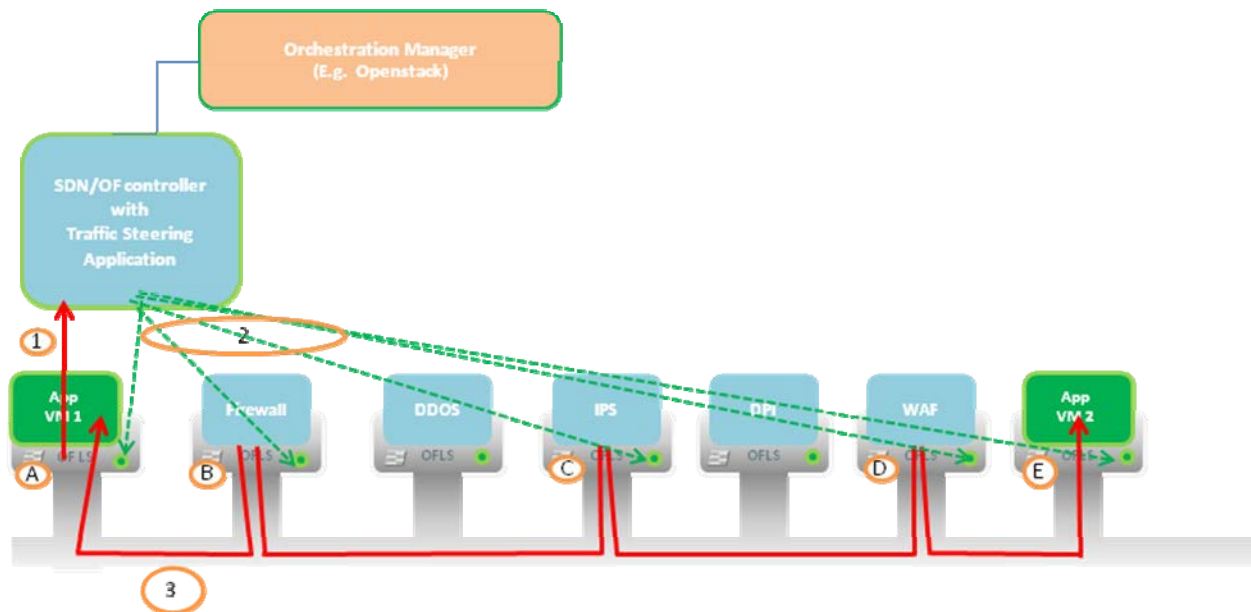 Orchestration Manager
(E.g. Openstack)
SDN/OF controller
with
Traffic Steering
Application
1
2
App
VM 1
Firewall
DDOS
IPS
DPI
WAF
App
VM 2
OFLS
OFLS
OFLS
OFLS
OFLS
OFLS
OFLS
A
B
C
D
E
3